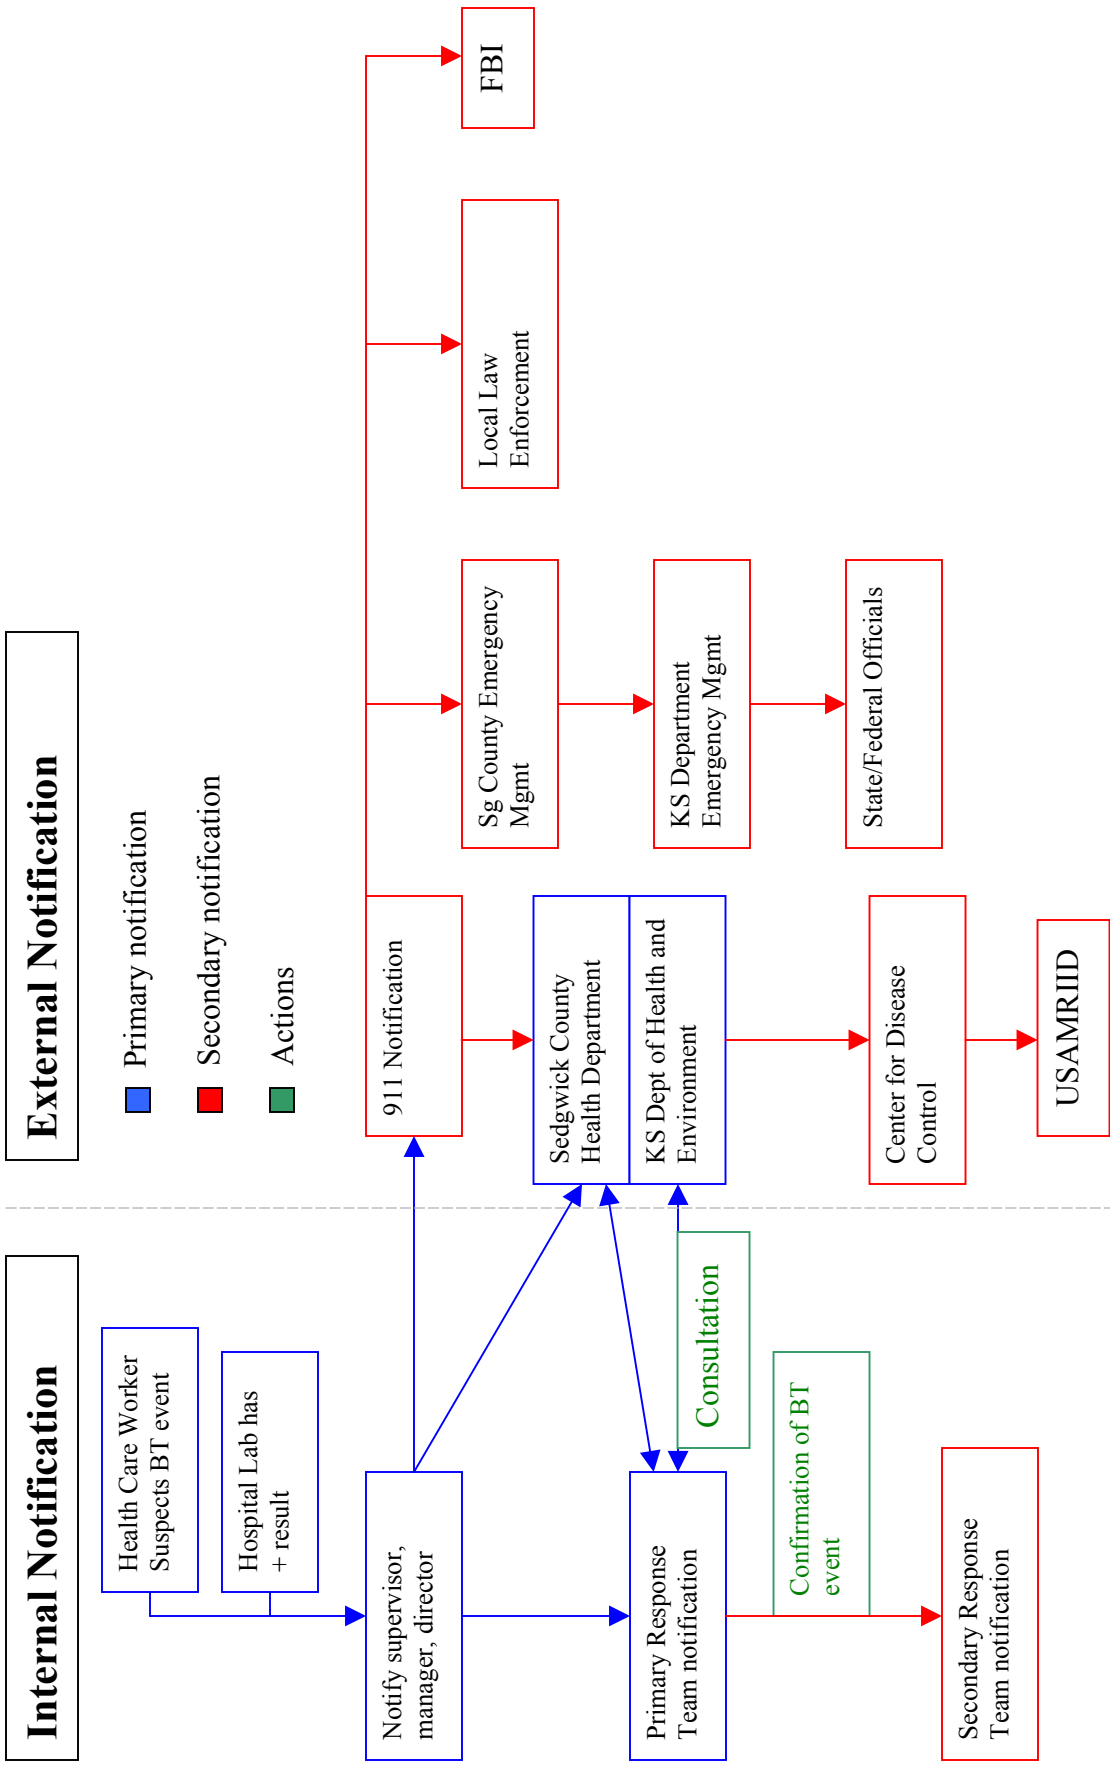 Internal Notification
External Notification
Primary notification
Secondary notification
Actions
Health Care Worker
Suspects BT event
Hospital Lab has
+ result
Notify supervisor,
manager, director
Primary Response
Team notification
Consultation
Confirmation of BT
event
Secondary Response
Team notification
911 Notification
Sedgwick County
Health Department
KS Dept of Health and
Environment
Center for Disease
Control
USAMRIID
Sg County Emergency
Mgmt
KS Department
Emergency Mgmt
State/Federal Officials
Local Law
Enforcement
FBI